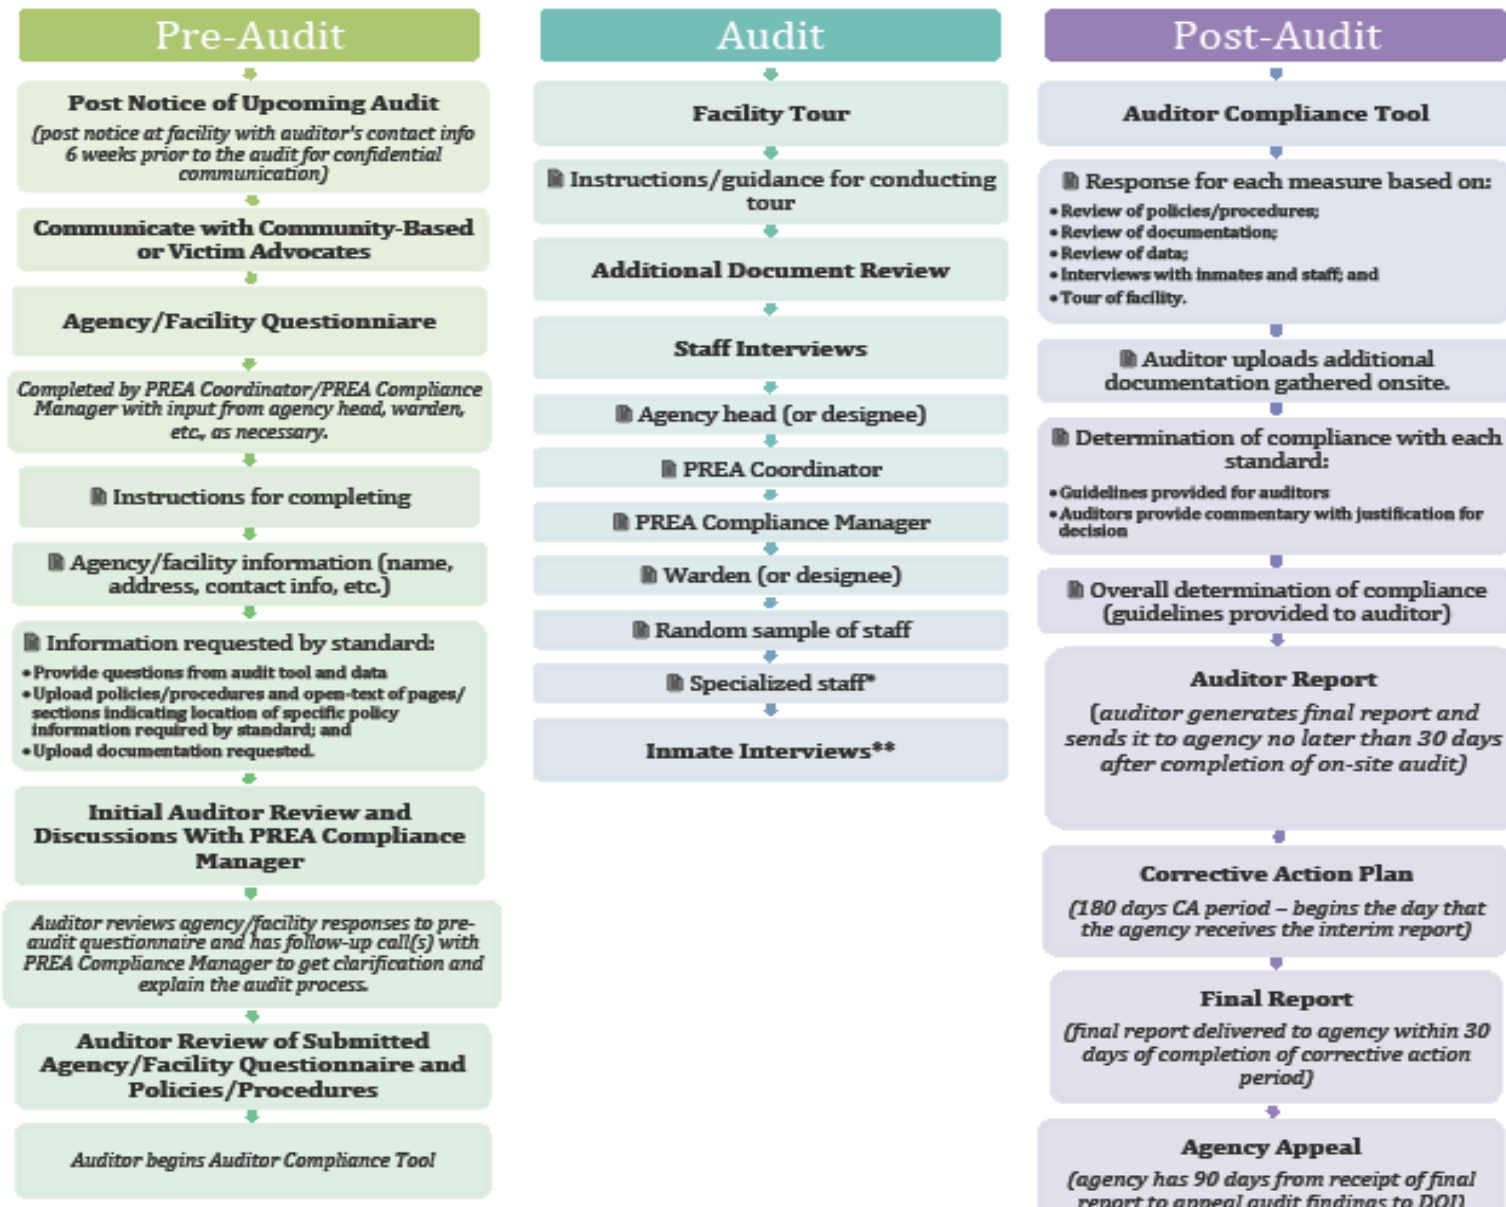 Pre-Audit
Post Notice of Upcoming Audit
(post notice at facility with auditor's contact info
6 weeks prior to the audit for confidential
communication)
Communicate with Community-Based
or Victim Advocates
Agency/Facility Questionniare
Completed by PREA Coordinator/PREA Compliance
Manager with input from agency head, warden,
etc., as necessary.
Instructions for completing
Agency/facility information (name,
address, contact info, etc.)
Information requested by standard:
• Provide questions from audit tool and data
• Upload policies/procedures and open-text of pages/
sections indicating location of specific policy
information required by standard; and
• Upload documentation requested.
Initial Auditor Review and
Discussions With PREA Compliance
Manager
Auditor reviews agency/facility responses to pre-
audit questionnaire and has follow-up call(s) with
PREA Compliance Manager to get clarification and
explain the audit process.
Auditor Review of Submitted
Agency/Facility Questionnaire and
Policies/Procedures
Auditor begins Auditor Compliance Tool
Audit
Facility Tour
Instructions/guidance for conducting
tour
Additional Document Review
Staff Interviews
Agency head (or designee)
PREA Coordinator
PREA Compliance Manager
Warden (or designee)
Random sample of staff
Specialized staff*
Inmate Interviews**
Post-Audit
Auditor Compliance Tool
Response for each measure based on:
• Review of policies/procedures;
• Review of documentation;
• Review of data;
• Interviews with inmates and staff; and
• Tour of facility.
Auditor uploads additional
documentation gathered onsite.
Determination of compliance with each
standard:
• Guidelines provided for auditors
• Auditors provide commentary with justification for
decision
Overall determination of compliance
(guidelines provided to auditor)
Auditor Report
(auditor generates final report and
sends it to agency no later than 30 days
after completion of on-site audit)
Corrective Action Plan
(180 days CA period – begins the day that
the agency receives the interim report)
Final Report
(final report delivered to agency within 30
days of completion of corrective action
period)
Agency Appeal
(agency has 90 days from receipt of final
report to appeal audit findings to DOJ)